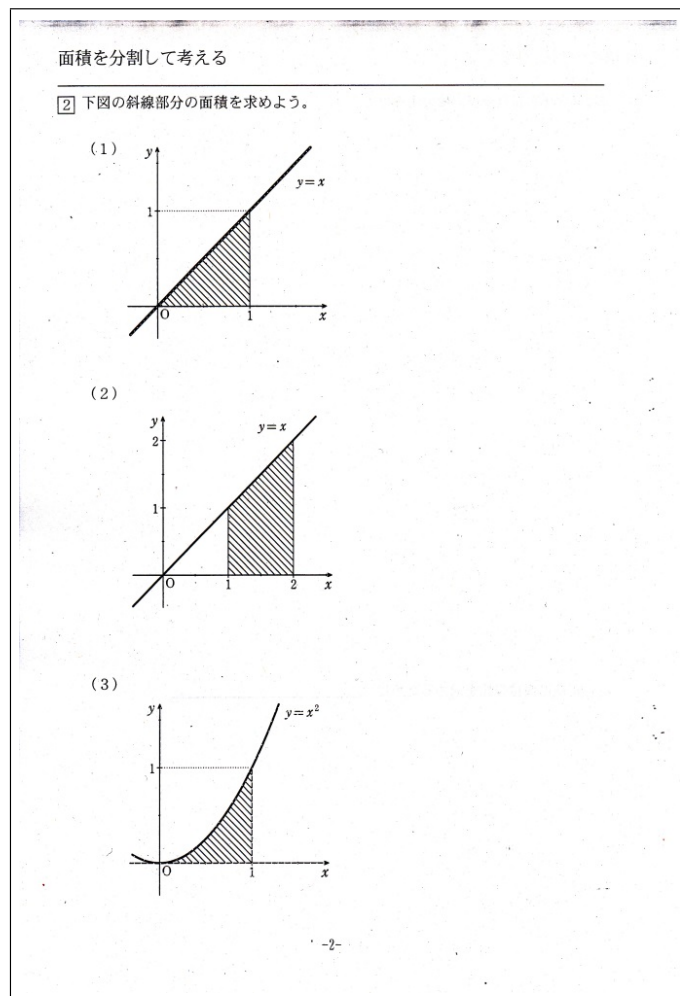 面積を分割して考える
2 下図の斜線部分の面積を求めよう。
(1)
y
y=x
1
O
1
x
(2)
y
y=x
2
1
O
1
2
x
(3)
y
y=x²
1
O
1
x
-2-